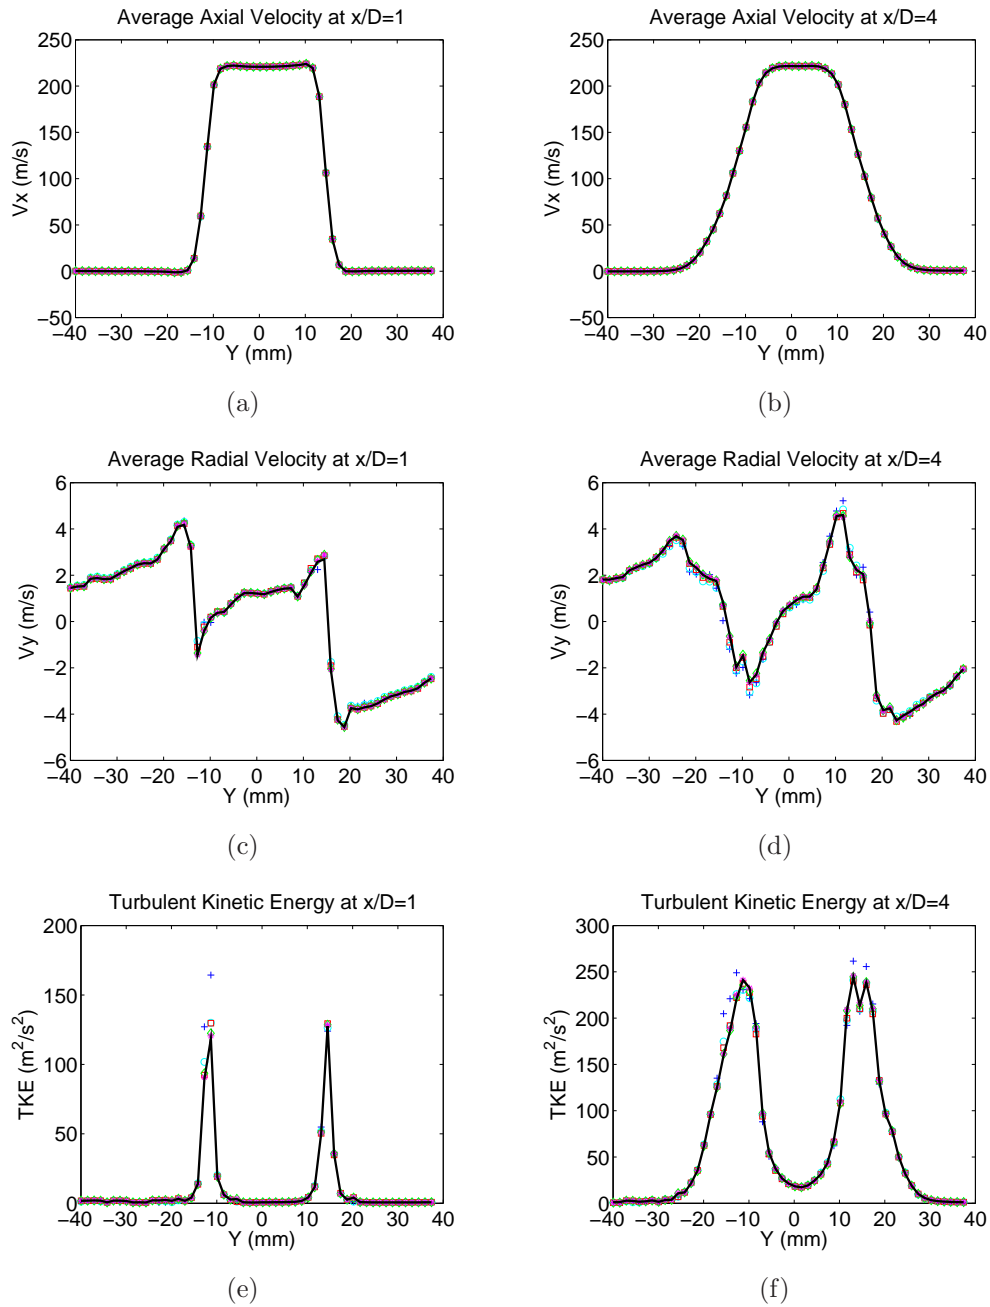 Average Axial Velocity at x/D=1
250
200
150
100
50
0
−50
Vx (m/s)
−40 −30 −20 −10 0 10 20 30 40
Y (mm)
(a)
Average Axial Velocity at x/D=4
250
200
150
100
50
0
−50
Vx (m/s)
−40 −30 −20 −10 0 10 20 30 40
Y (mm)
(b)
Average Radial Velocity at x/D=1
6
4
2
0
−2
−4
−6
Vy (m/s)
−40 −30 −20 −10 0 10 20 30 40
Y (mm)
(c)
Average Radial Velocity at x/D=4
6
4
2
0
−2
−4
−6
Vy (m/s)
−40 −30 −20 −10 0 10 20 30 40
Y (mm)
(d)
Turbulent Kinetic Energy at x/D=1
200
150
100
50
0
TKE (m²/s²)
−40 −30 −20 −10 0 10 20 30 40
Y (mm)
(e)
Turbulent Kinetic Energy at x/D=4
300
250
200
150
100
50
0
TKE (m²/s²)
−40 −30 −20 −10 0 10 20 30 40
Y (mm)
(f)